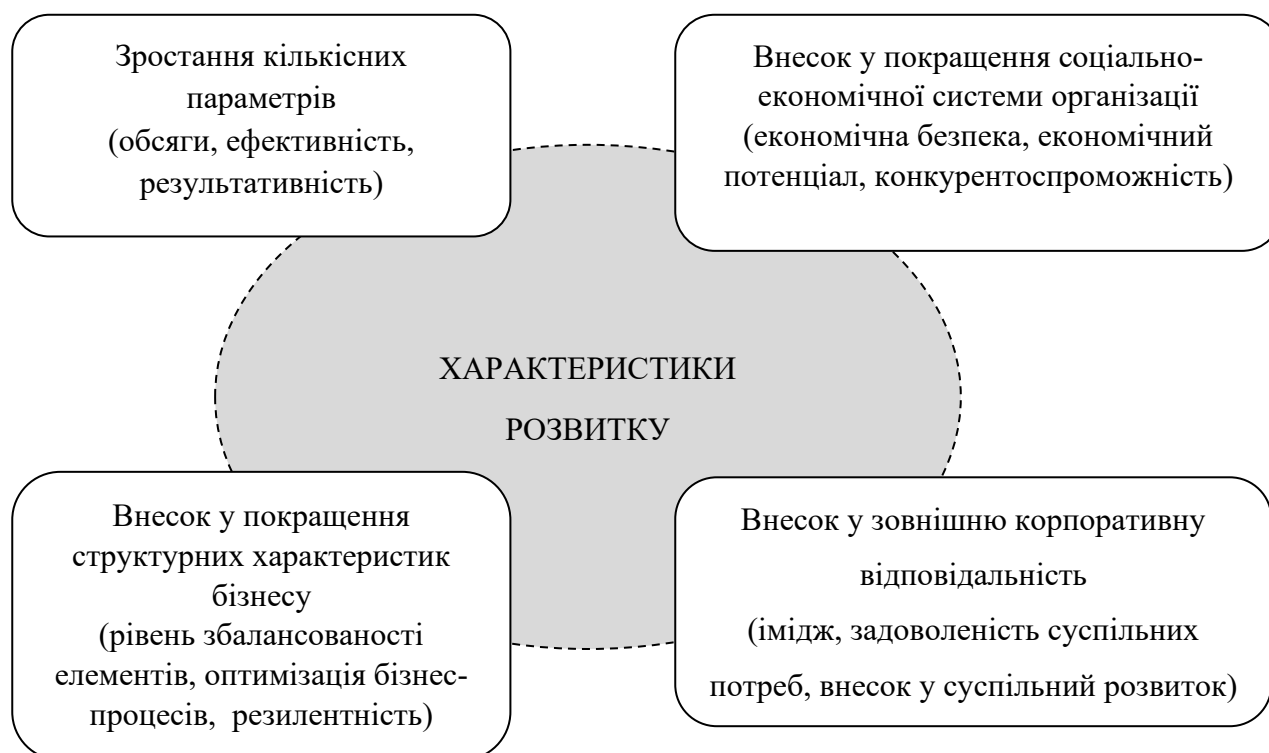 Зростання кількісних
параметрів
(обсяги, ефективність,
результативність)
Внесок у покращення соціально-
економічної системи організації
(економічна безпека, економічний
потенціал, конкурентоспроможність)
ХАРАКТЕРИСТИКИ
РОЗВИТКУ
Внесок у покращення
структурних характеристик
бізнесу
(рівень збалансованості
елементів, оптимізація бізнес-
процесів, резилентність)
Внесок у зовнішню корпоративну
відповідальність
(імідж, задоволеність суспільних
потреб, внесок у суспільний розвиток)